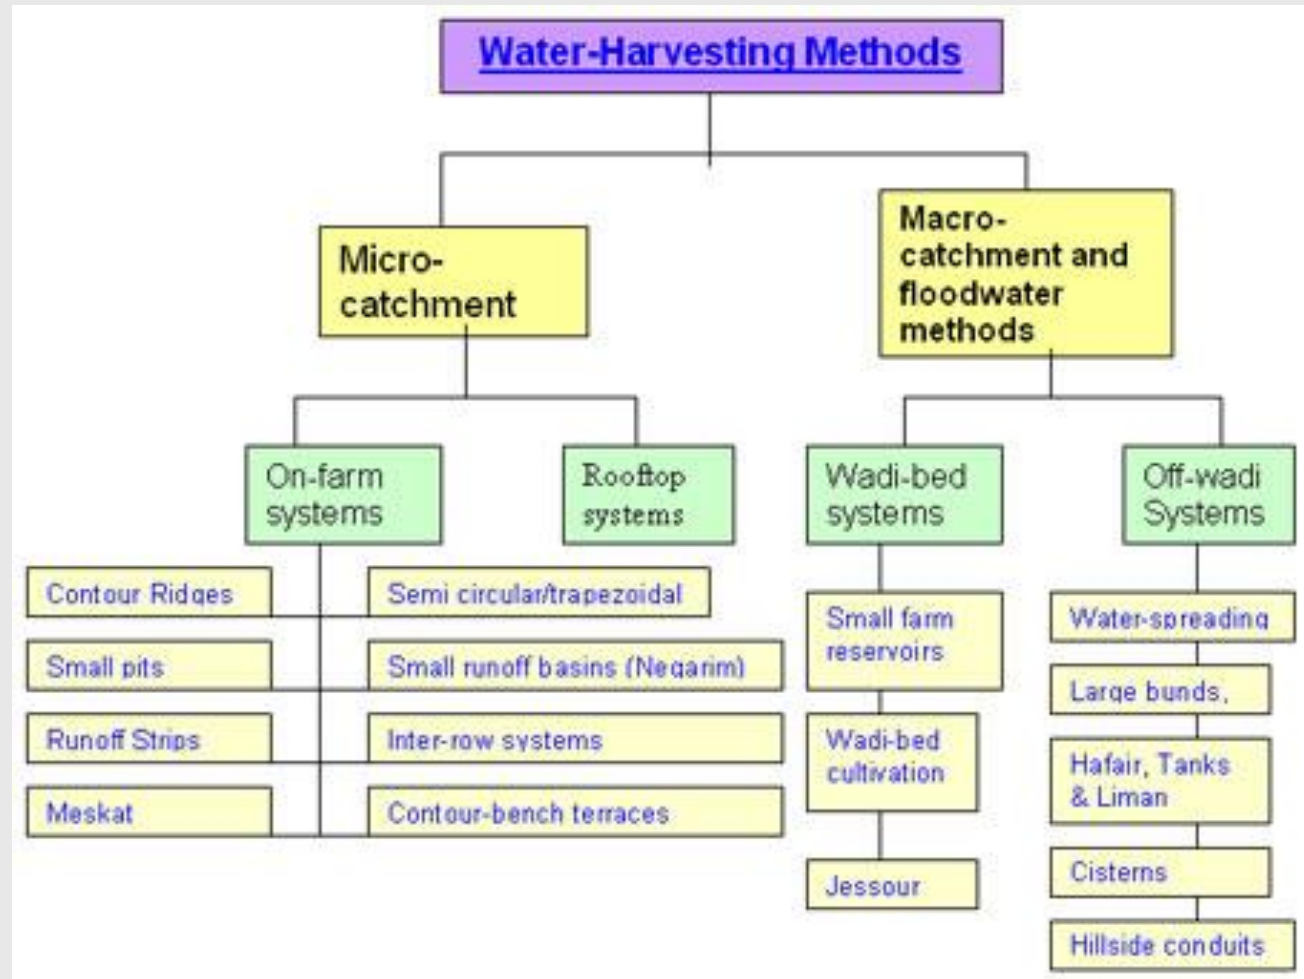 Water-Harvesting Methods
Micro-
catchment
Macro-
catchment and
floodwater
methods
On-farm
systems
Rooftop
systems
Wadi-bed
systems
Off-wadi
Systems
Contour Ridges
Semi circular/trapezoidal
Small pits
Small runoff basins (Negarim)
Runoff Strips
Inter-row systems
Meskat
Contour-bench terraces
Small farm
reservoirs
Wadi-bed
cultivation
Jessour
Water-spreading
Large bunds,
Hafair, Tanks
& Liman
Cisterns
Hillside conduits